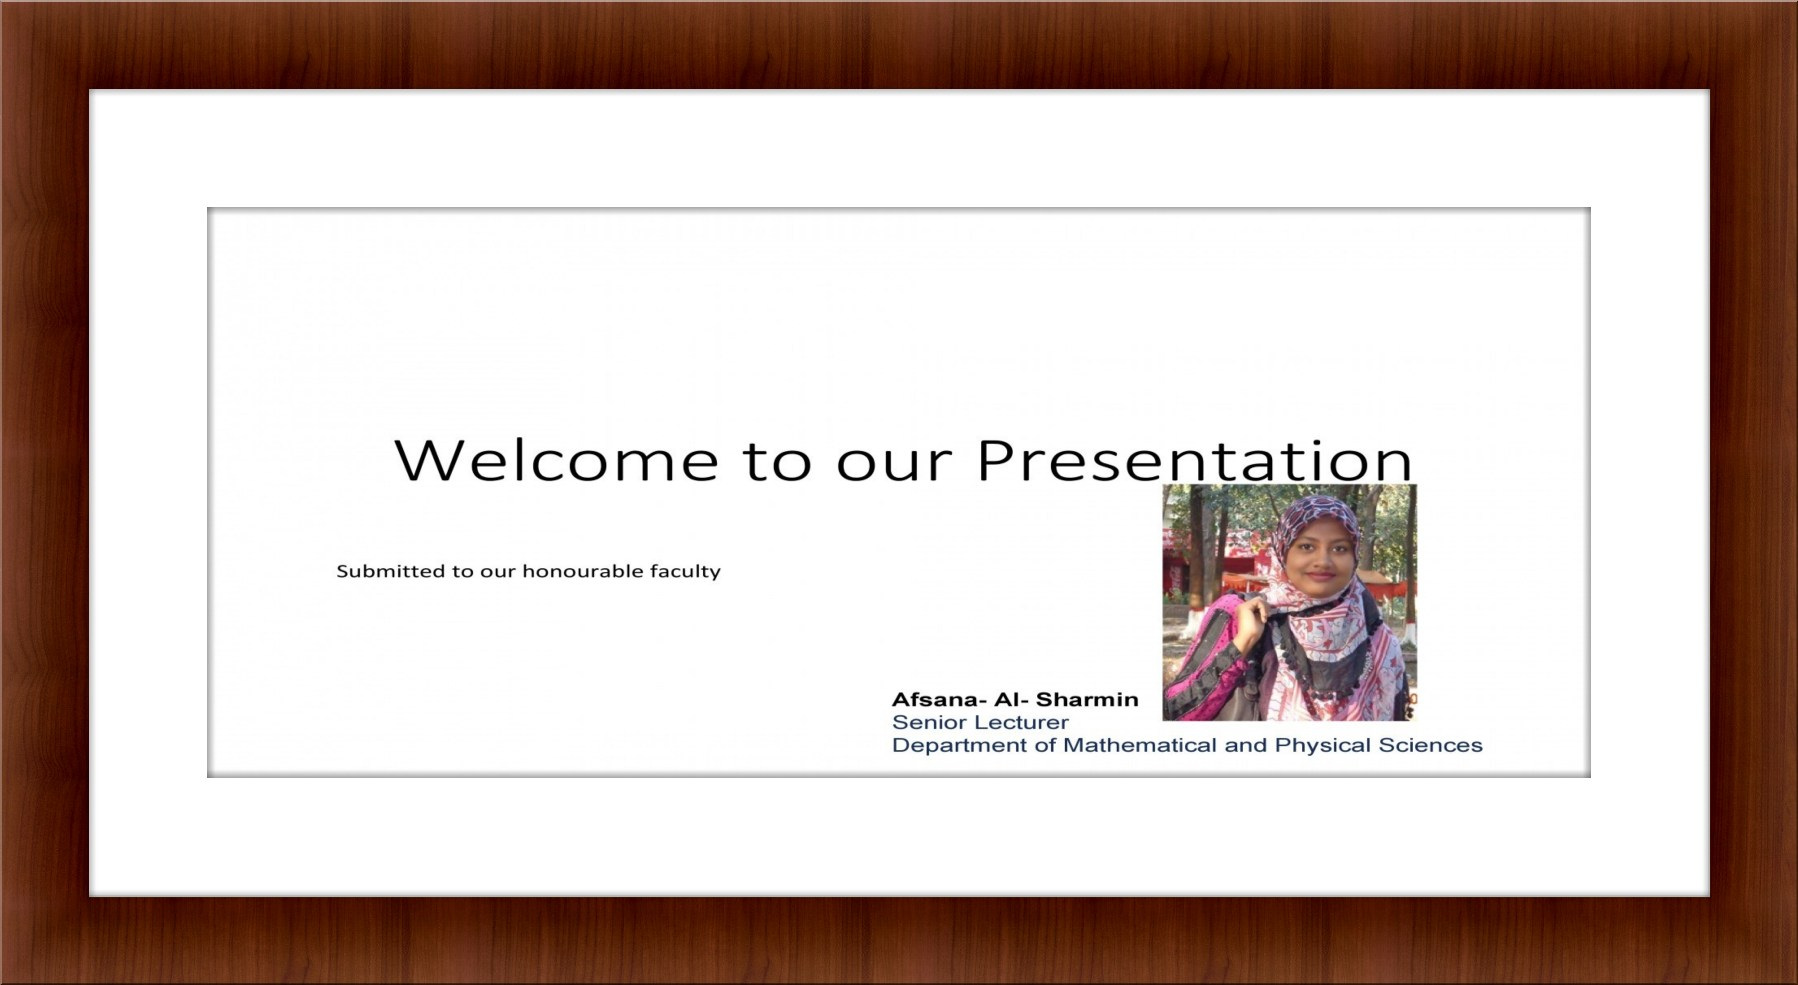 Welcome to our Presentation
Submitted to our honourable faculty
Afsana- Al- Sharmin
Senior Lecturer
Department of Mathematical and Physical Sciences